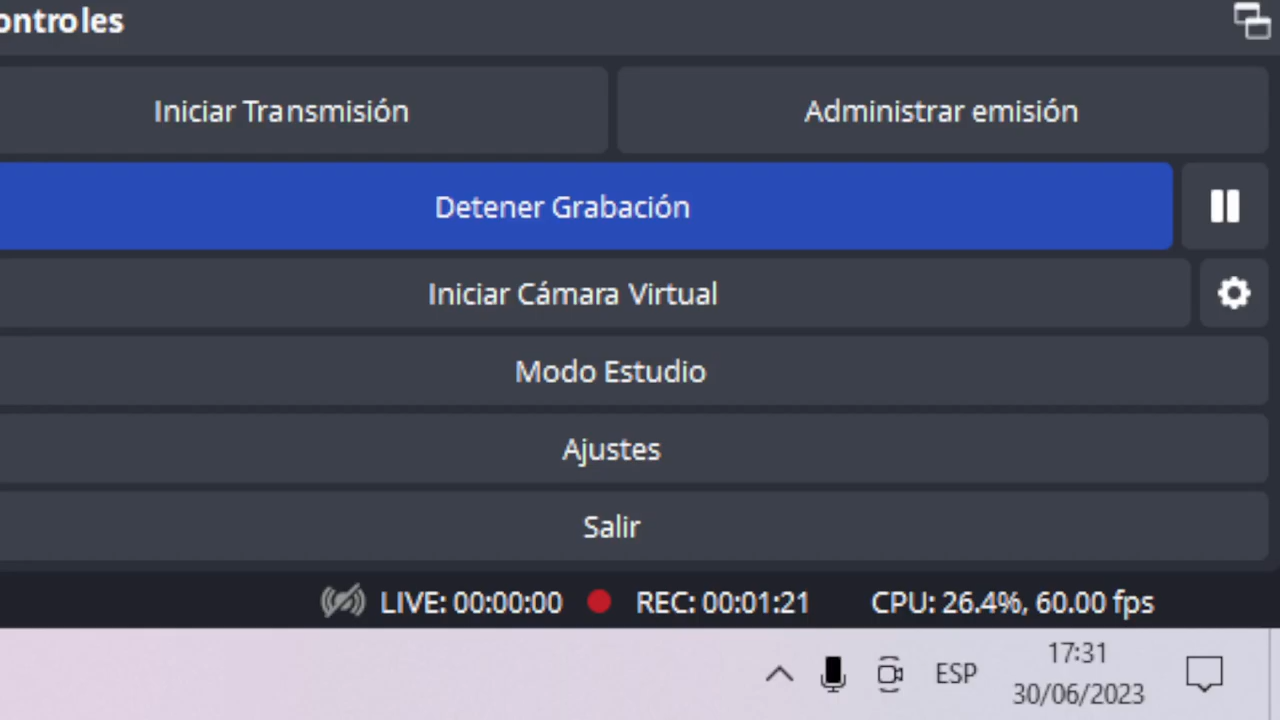 ontroles
Iniciar Transmisión Administrar emisión
Detener Grabación
Iniciar Cámara Virtual
Modo Estudio
Ajustes
Salir
LIVE: 00:00:00 REC: 00:01:21 CPU: 26.4%, 60.00 fps
ESP 17:31
30/06/2023